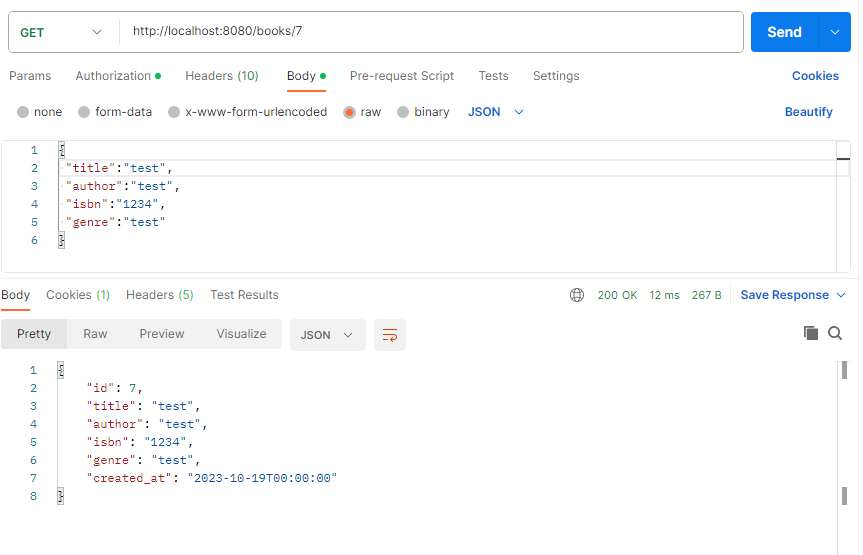 GET http://localhost:8080/books/7 Send
Params Authorization Headers (10) Body Pre-request Script Tests Settings Cookies
none form-data x-www-form-urlencoded raw binary JSON Beautify
1 {
2 "title":"test",
3 "author":"test",
4 "isbn":"1234",
5 "genre":"test"
6 }
Body Cookies (1) Headers (5) Test Results 200 OK 12 ms 267 B Save Response
Pretty Raw Preview Visualize JSON
1 {
2 "id": 7,
3 "title": "test",
4 "author": "test",
5 "isbn": "1234",
6 "genre": "test",
7 "created_at": "2023-10-19T00:00:00"
8 }